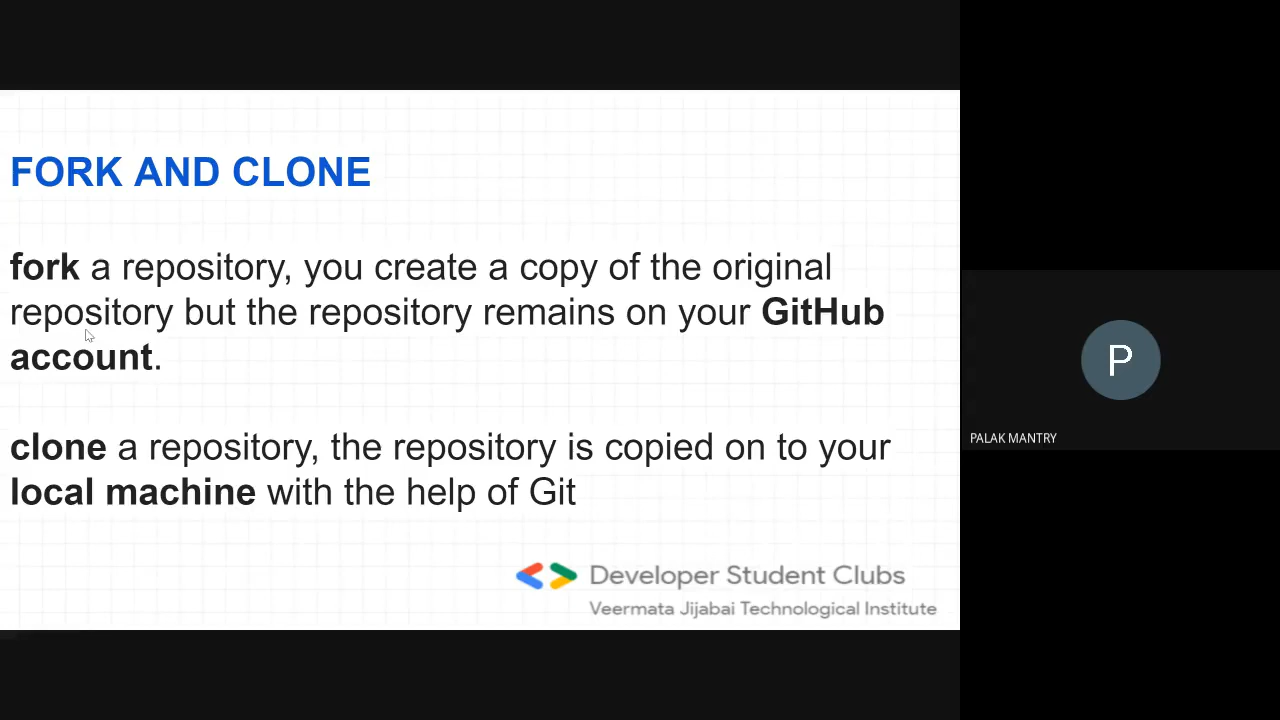 FORK AND CLONE
fork a repository, you create a copy of the original
repository but the repository remains on your GitHub
account.
clone a repository, the repository is copied on to your
local machine with the help of Git
Developer Student Clubs
Veermata Jijabai Technological Institute
P
PALAK MANTRY